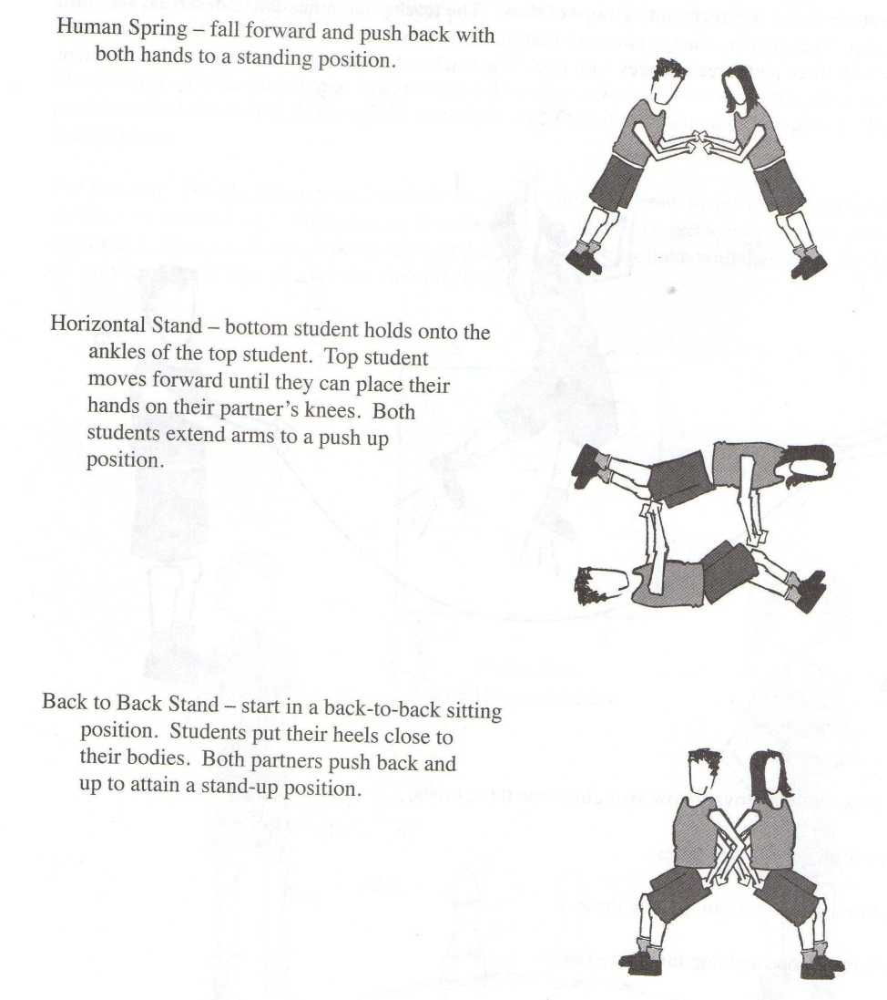 Human Spring – fall forward and push back with
both hands to a standing position.
Horizontal Stand – bottom student holds onto the
ankles of the top student. Top student
moves forward until they can place their
hands on their partner's knees. Both
students extend arms to a push up
position.
Back to Back Stand – start in a back-to-back sitting
position. Students put their heels close to
their bodies. Both partners push back and
up to attain a stand-up position.